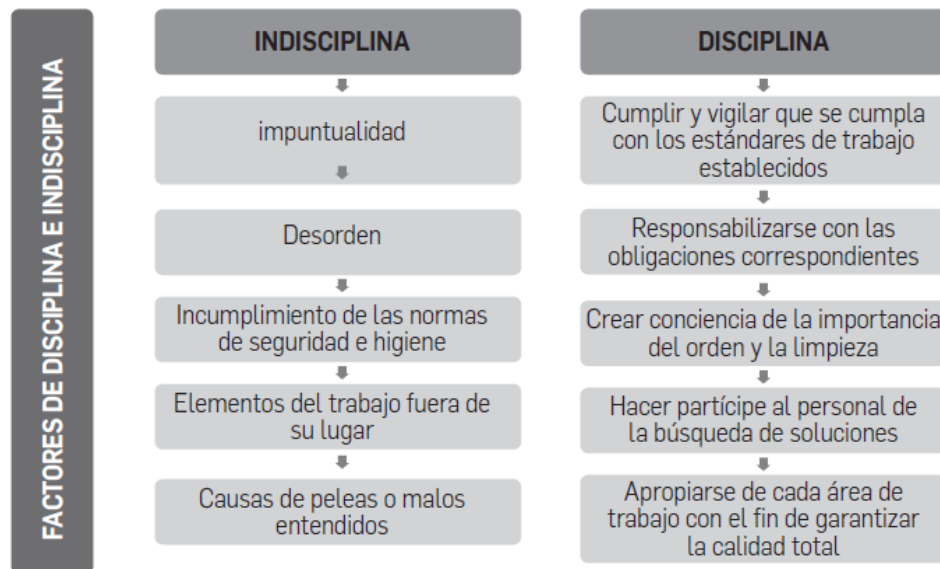 FACTORES DE DISCIPLINA E INDISCIPLINA
INDISCIPLINA
impuntualidad
Desorden
Incumplimiento de las normas
de seguridad e higiene
Elementos del trabajo fuera de
su lugar
Causas de peleas o malos
entendidos
DISCIPLINA
Cumplir y vigilar que se cumpla
con los estándares de trabajo
establecidos
Responsabilizarse con las
obligaciones correspondientes
Crear conciencia de la importancia
del orden y la limpieza
Hacer partícipe al personal de
la búsqueda de soluciones
Apropiarse de cada área de
trabajo con el fin de garantizar
la calidad total